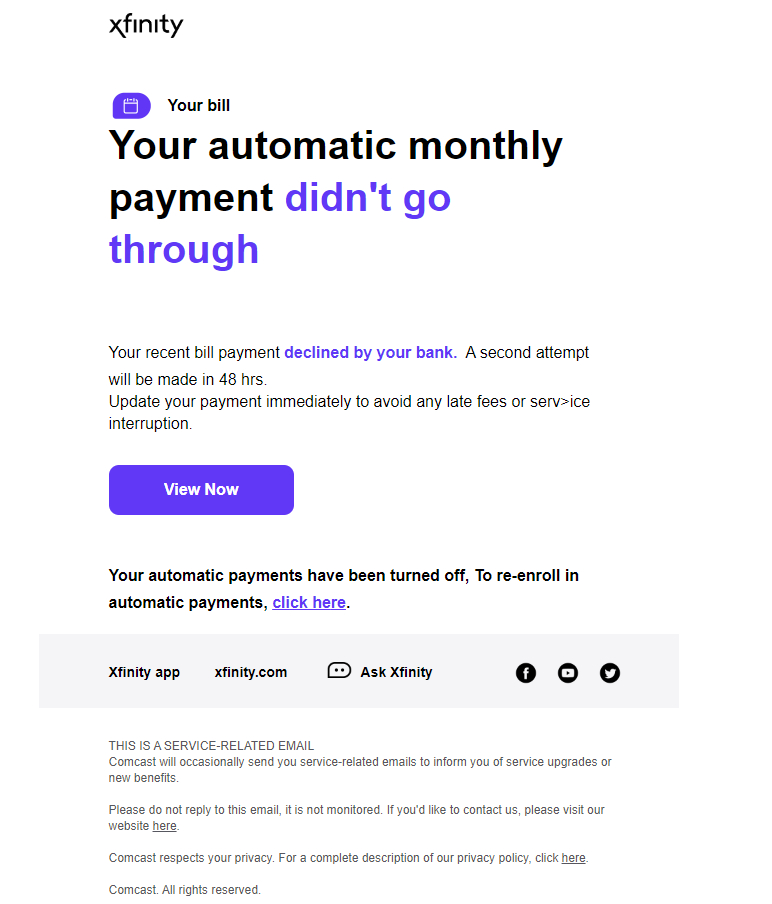 xfinity
Your bill
Your automatic monthly
payment didn't go
through
Your recent bill payment declined by your bank.  A second attempt
will be made in 48 hrs.
Update your payment immediately to avoid any late fees or serv>ice
interruption.
View Now
Your automatic payments have been turned off, To re-enroll in
automatic payments, click here.
Xfinity app xfinity.com Ask Xfinity
THIS IS A SERVICE-RELATED EMAIL
Comcast will occasionally send you service-related emails to inform you of service upgrades or
new benefits.
Please do not reply to this email, it is not monitored. If you'd like to contact us, please visit our
website here.
Comcast respects your privacy. For a complete description of our privacy policy, click here.
Comcast. All rights reserved.